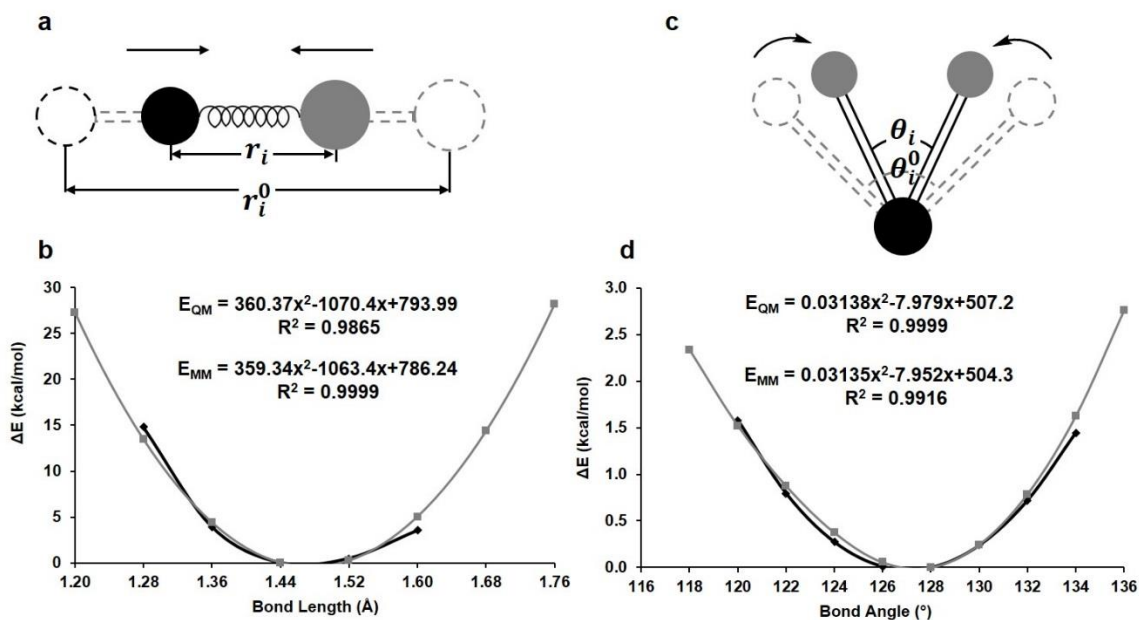 a
r_i
r_i^0
c
θ_i
θ_i^0
b
E_QM = 360.37x²-1070.4x+793.99
R² = 0.9865
E_MM = 359.34x²-1063.4x+786.24
R² = 0.9999
ΔE (kcal/mol)
30
25
20
15
10
5
0
1.20 1.28 1.36 1.44 1.52 1.60 1.68 1.76
Bond Length (Å)
d
E_QM = 0.03138x²-7.979x+507.2
R² = 0.9999
E_MM = 0.03135x²-7.952x+504.3
R² = 0.9916
ΔE (kcal/mol)
3.0
2.5
2.0
1.5
1.0
0.5
0.0
116 118 120 122 124 126 128 130 132 134 136
Bond Angle (°)